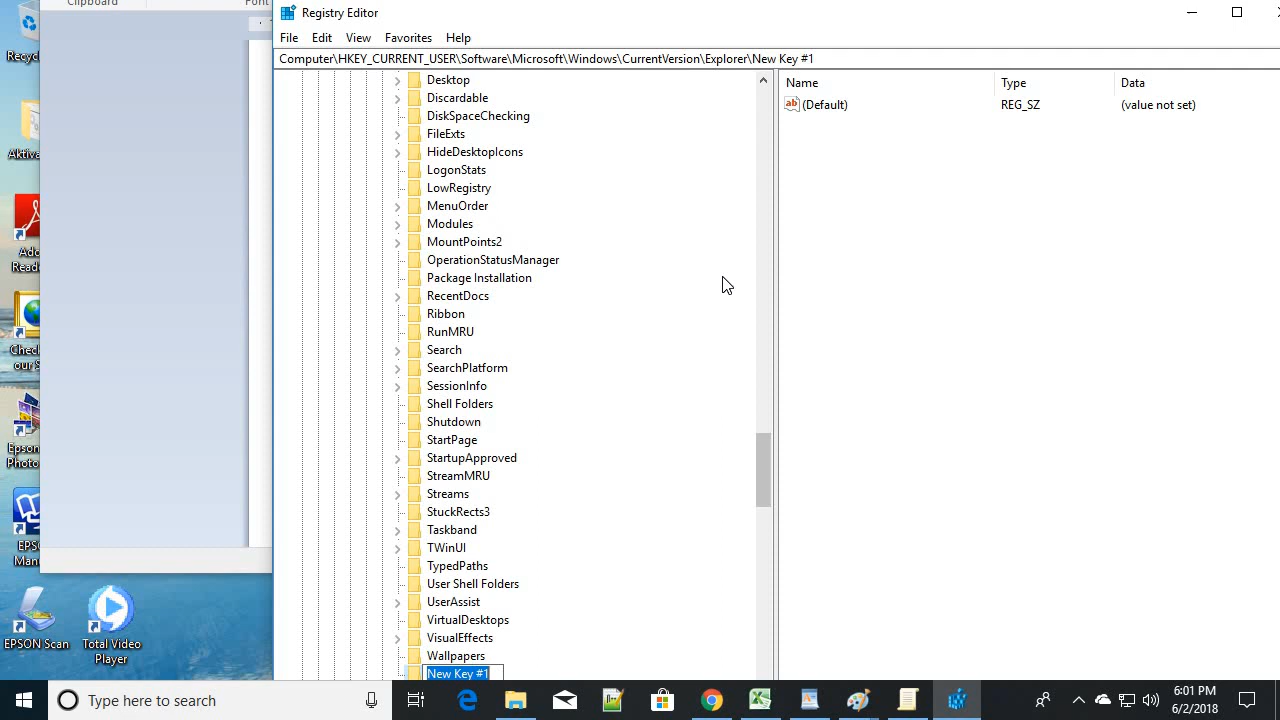 Clipboard
Font
Registry Editor
File Edit View Favorites Help
Computer\HKEY_CURRENT_USER\Software\Microsoft\Windows\CurrentVersion\Explorer\New Key #1
Name Type Data
(Default) REG_SZ (value not set)
Desktop
Discardable
DiskSpaceChecking
FileExts
HideDesktopIcons
LogonStats
LowRegistry
MenuOrder
Modules
MountPoints2
OperationStatusManager
Package Installation
RecentDocs
Ribbon
RunMRU
Search
SearchPlatform
SessionInfo
Shell Folders
Shutdown
StartPage
StartupApproved
StreamMRU
Streams
StuckRects3
Taskband
TWinUI
TypedPaths
User Shell Folders
UserAssist
VirtualDesktops
VisualEffects
Wallpapers
New Key #1
Recycl
Aktiva
Ado
Reade
Check
our S
Epson
Photo
EPSO
Manu
EPSON Scan
Total Video
Player
Type here to search
6:01 PM
6/2/2018